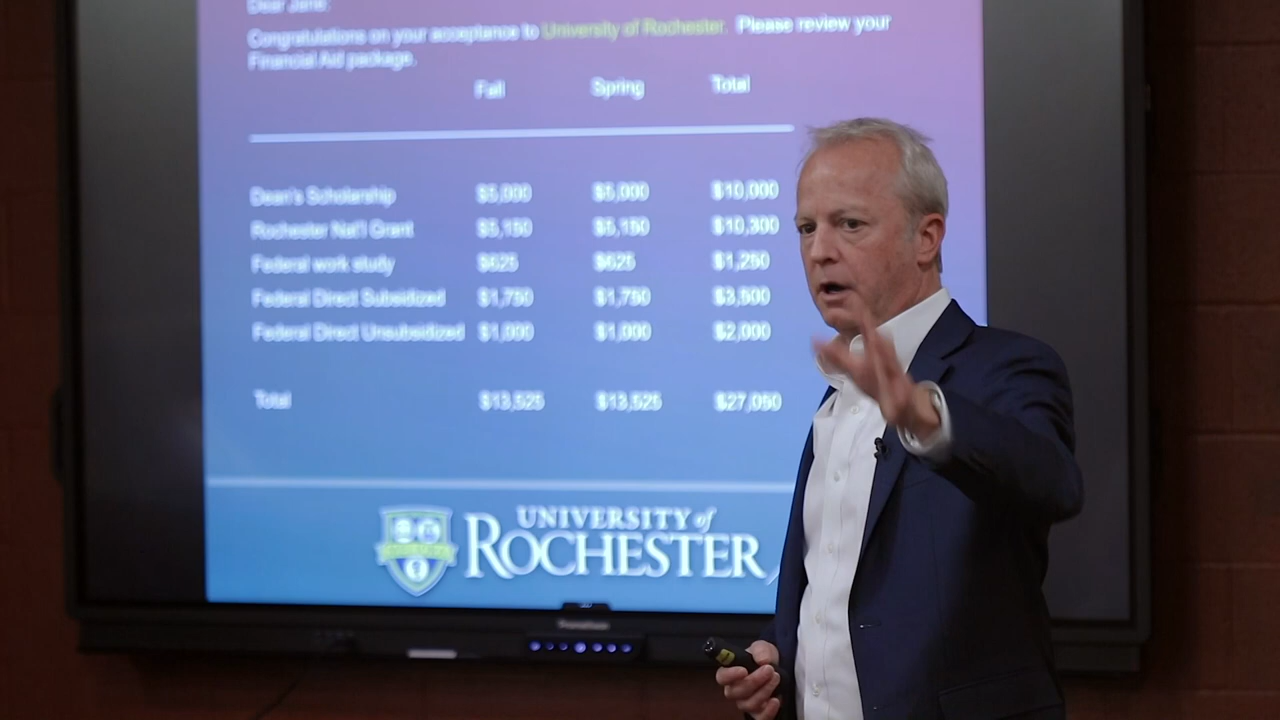 Dear Jane:
Congratulations on your acceptance to University of Rochester. Please review your
Financial Aid package.
Fall Spring Total
Dean's Scholarship $5,000 $5,000 $10,000
Rochester Nat'l Grant $5,150 $5,150 $10,300
Federal work study $625 $625 $1,250
Federal Direct Subsidized $1,750 $1,750 $3,500
Federal Direct Unsubsidized $1,000 $1,000 $2,000
Total $13,525 $13,525 $27,050
UNIVERSITY of
ROCHESTER